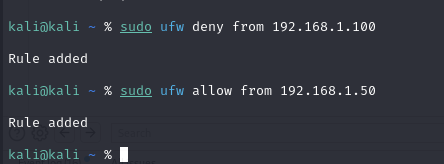 kali@kali ~ % sudo ufw deny from 192.168.1.100
Rule added
kali@kali ~ % sudo ufw allow from 192.168.1.50
Rule added
kali@kali ~ %